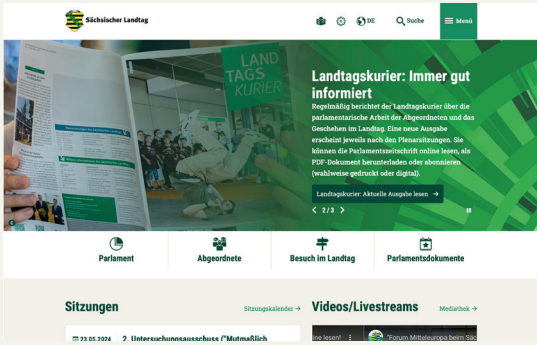 Sächsischer Landtag
DE
Suche
Menü
LAND
TAGS
KURIER
Landtagskurier: Immer gut
informiert
Regelmäßig berichtet der Landtagskurier über die
parlamentarische Arbeit der Abgeordneten und das
Geschehen im Landtag. Eine neue Ausgabe
erscheint jeweils nach den Plenarsitzungen. Sie
können die Parlamentszeitschrift online lesen, als
PDF-Dokument herunterladen oder abonnieren
(wahlweise gedruckt oder digital).
Landtagskurier: Aktuelle Ausgabe lesen →
< 2 / 3 >
Parlament
Abgeordnete
Besuch im Landtag
Parlamentsdokumente
Sitzungen
Sitzungskalender →
Videos/Livestreams
Mediathek →
23.05.2024
2. Untersuchungsausschuss ("Mutmaßlich
ine lesen!
"Forum Mitteleuropa beim Säc